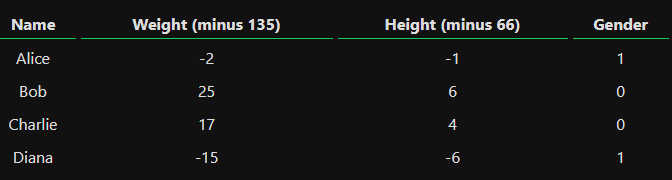 Name Weight (minus 135) Height (minus 66) Gender
Alice -2 -1 1
Bob 25 6 0
Charlie 17 4 0
Diana -15 -6 1